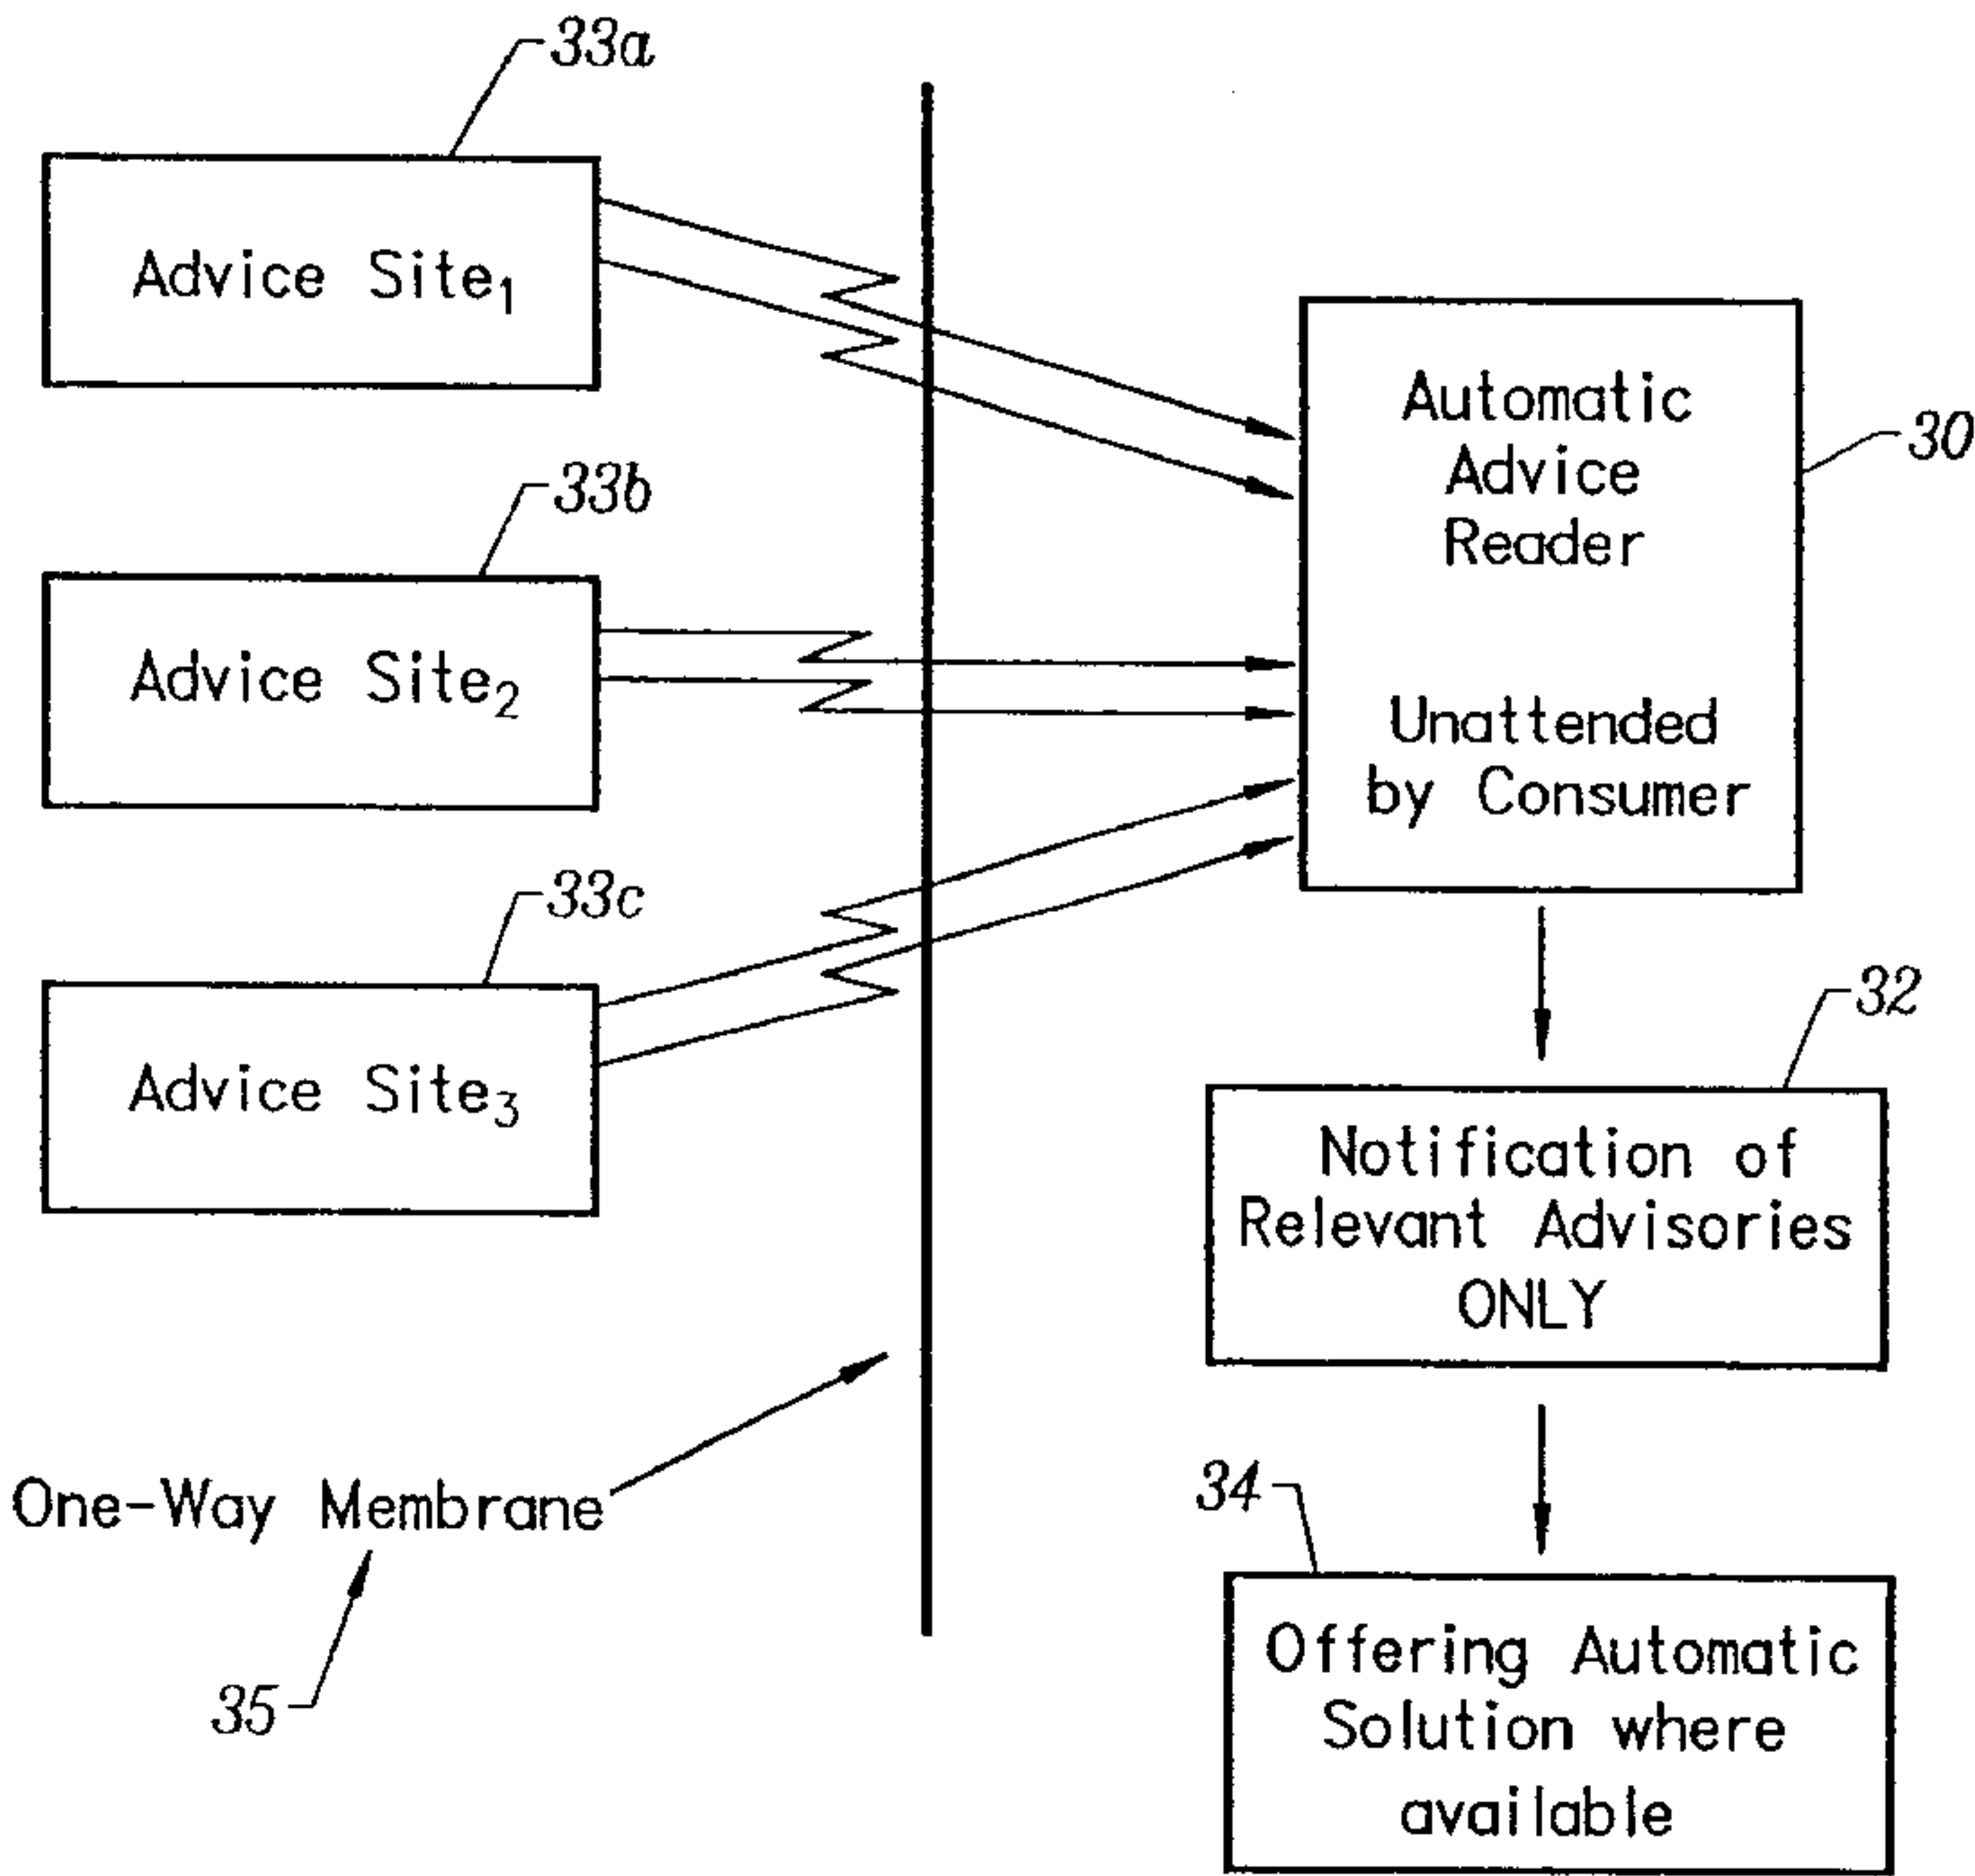 33a
Advice Site₁
33b
Advice Site₂
33c
Advice Site₃
One-Way Membrane
35
Automatic
Advice
Reader
Unattended
by Consumer
30
32
Notification of
Relevant Advisories
ONLY
34
Offering Automatic
Solution where
available